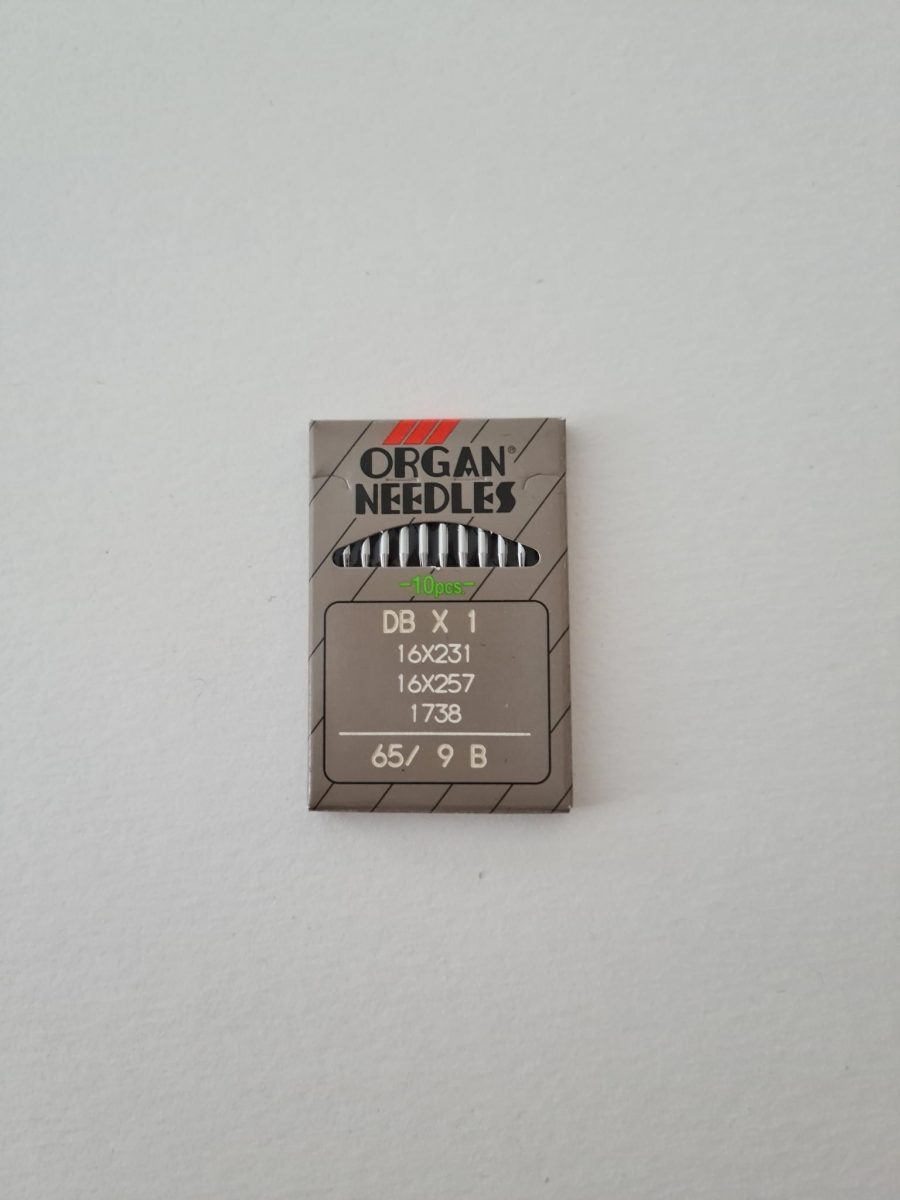 ORGAN®
NEEDLES
-10pcs.-
DB X 1
16X231
16X257
1738
65/ 9 B